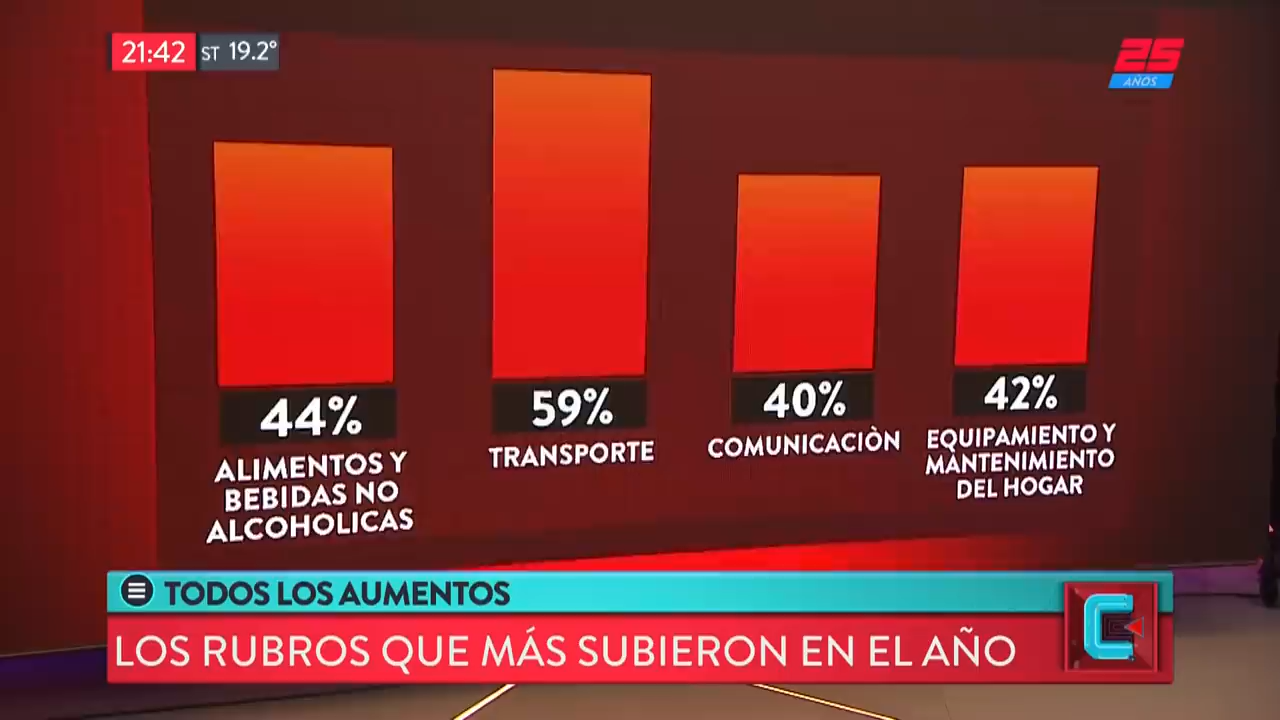 21:42 ST 19.2°
25
AÑOS
44%
ALIMENTOS Y
BEBIDAS NO
ALCOHOLICAS
59%
TRANSPORTE
40%
COMUNICACIÒN
42%
EQUIPAMIENTO Y
MANTENIMIENTO
DEL HOGAR
TODOS LOS AUMENTOS
LOS RUBROS QUE MÁS SUBIERON EN EL AÑO
C